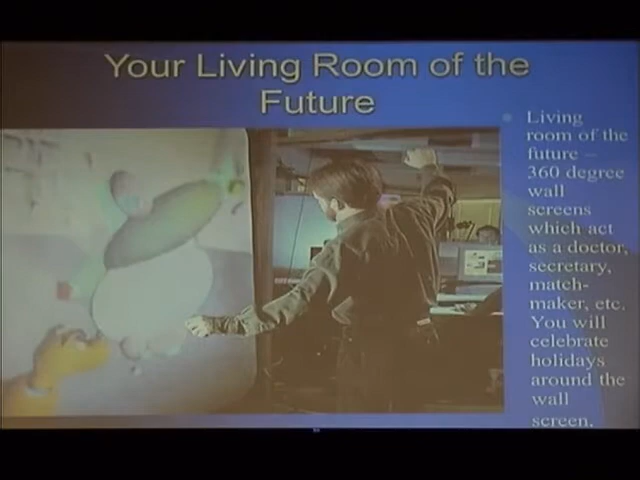 Your Living Room of the
Future
Living
room of the
future –
360 degree
wall
screens
which act
as a doctor,
secretary,
match-
maker, etc.
You will
celebrate
holidays
around the
wall
screen.